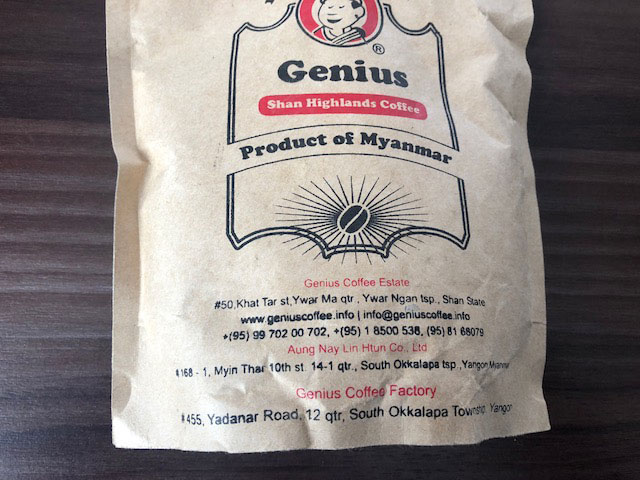 ®
Genius
Shan Highlands Coffee
Product of Myanmar
Genius Coffee Estate
#50,Khat Tar st,Ywar Ma qtr , Ywar Ngan tsp., Shan State
www.geniuscoffee.info | info@geniuscoffee.info
+(95) 99 702 00 702, +(95) 1 8500 536, (95) 81 68079
Aung Nay Lin Htun Co., Ltd
#168 - 1, Myin Thar 10th st. 14-1 qtr., South Okkalapa tsp.,Yangon Myanmar
Genius Coffee Factory
#455, Yadanar Road, 12 qtr, South Okkalapa Township. Yangon